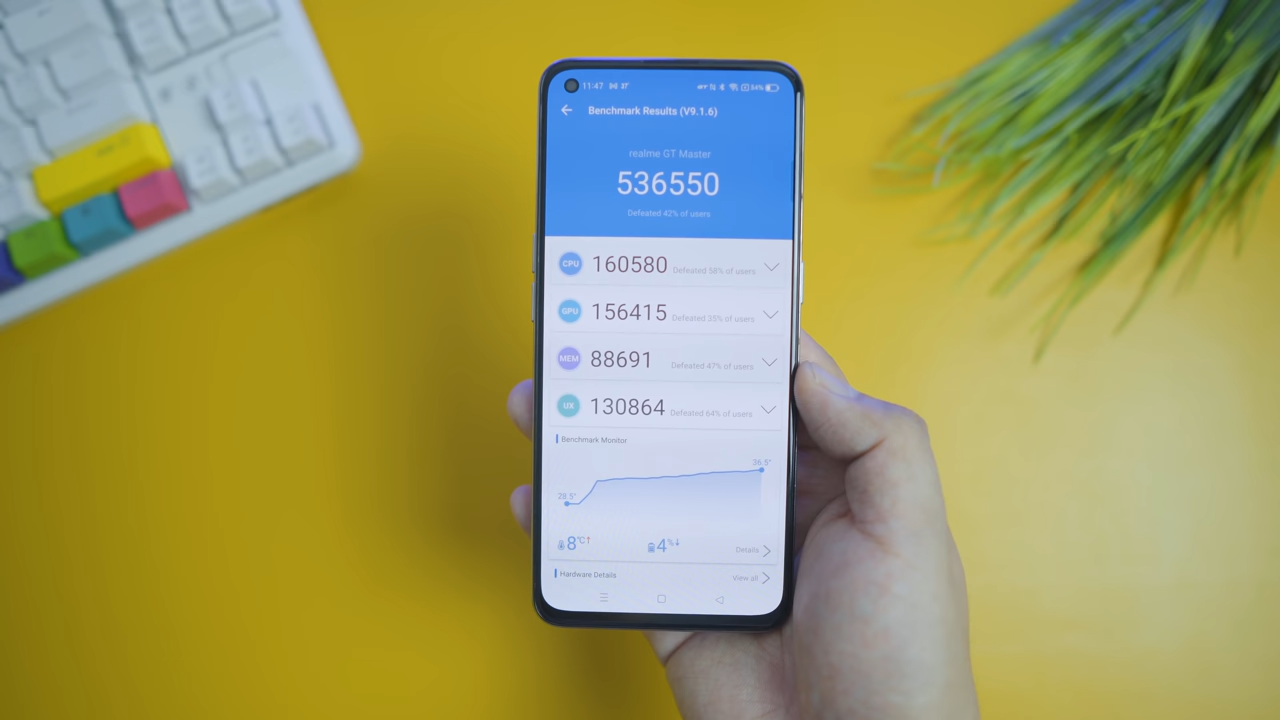 11:47
54%
Benchmark Results (V9.1.6)
realme GT Master
536550
Defeated 42% of users
CPU 160580 Defeated 58% of users
GPU 156415 Defeated 35% of users
MEM 88691 Defeated 47% of users
UX 130864 Defeated 64% of users
Benchmark Monitor
36.5°
28.5°
8°C↑ 4%↓ Details
Hardware Details View all